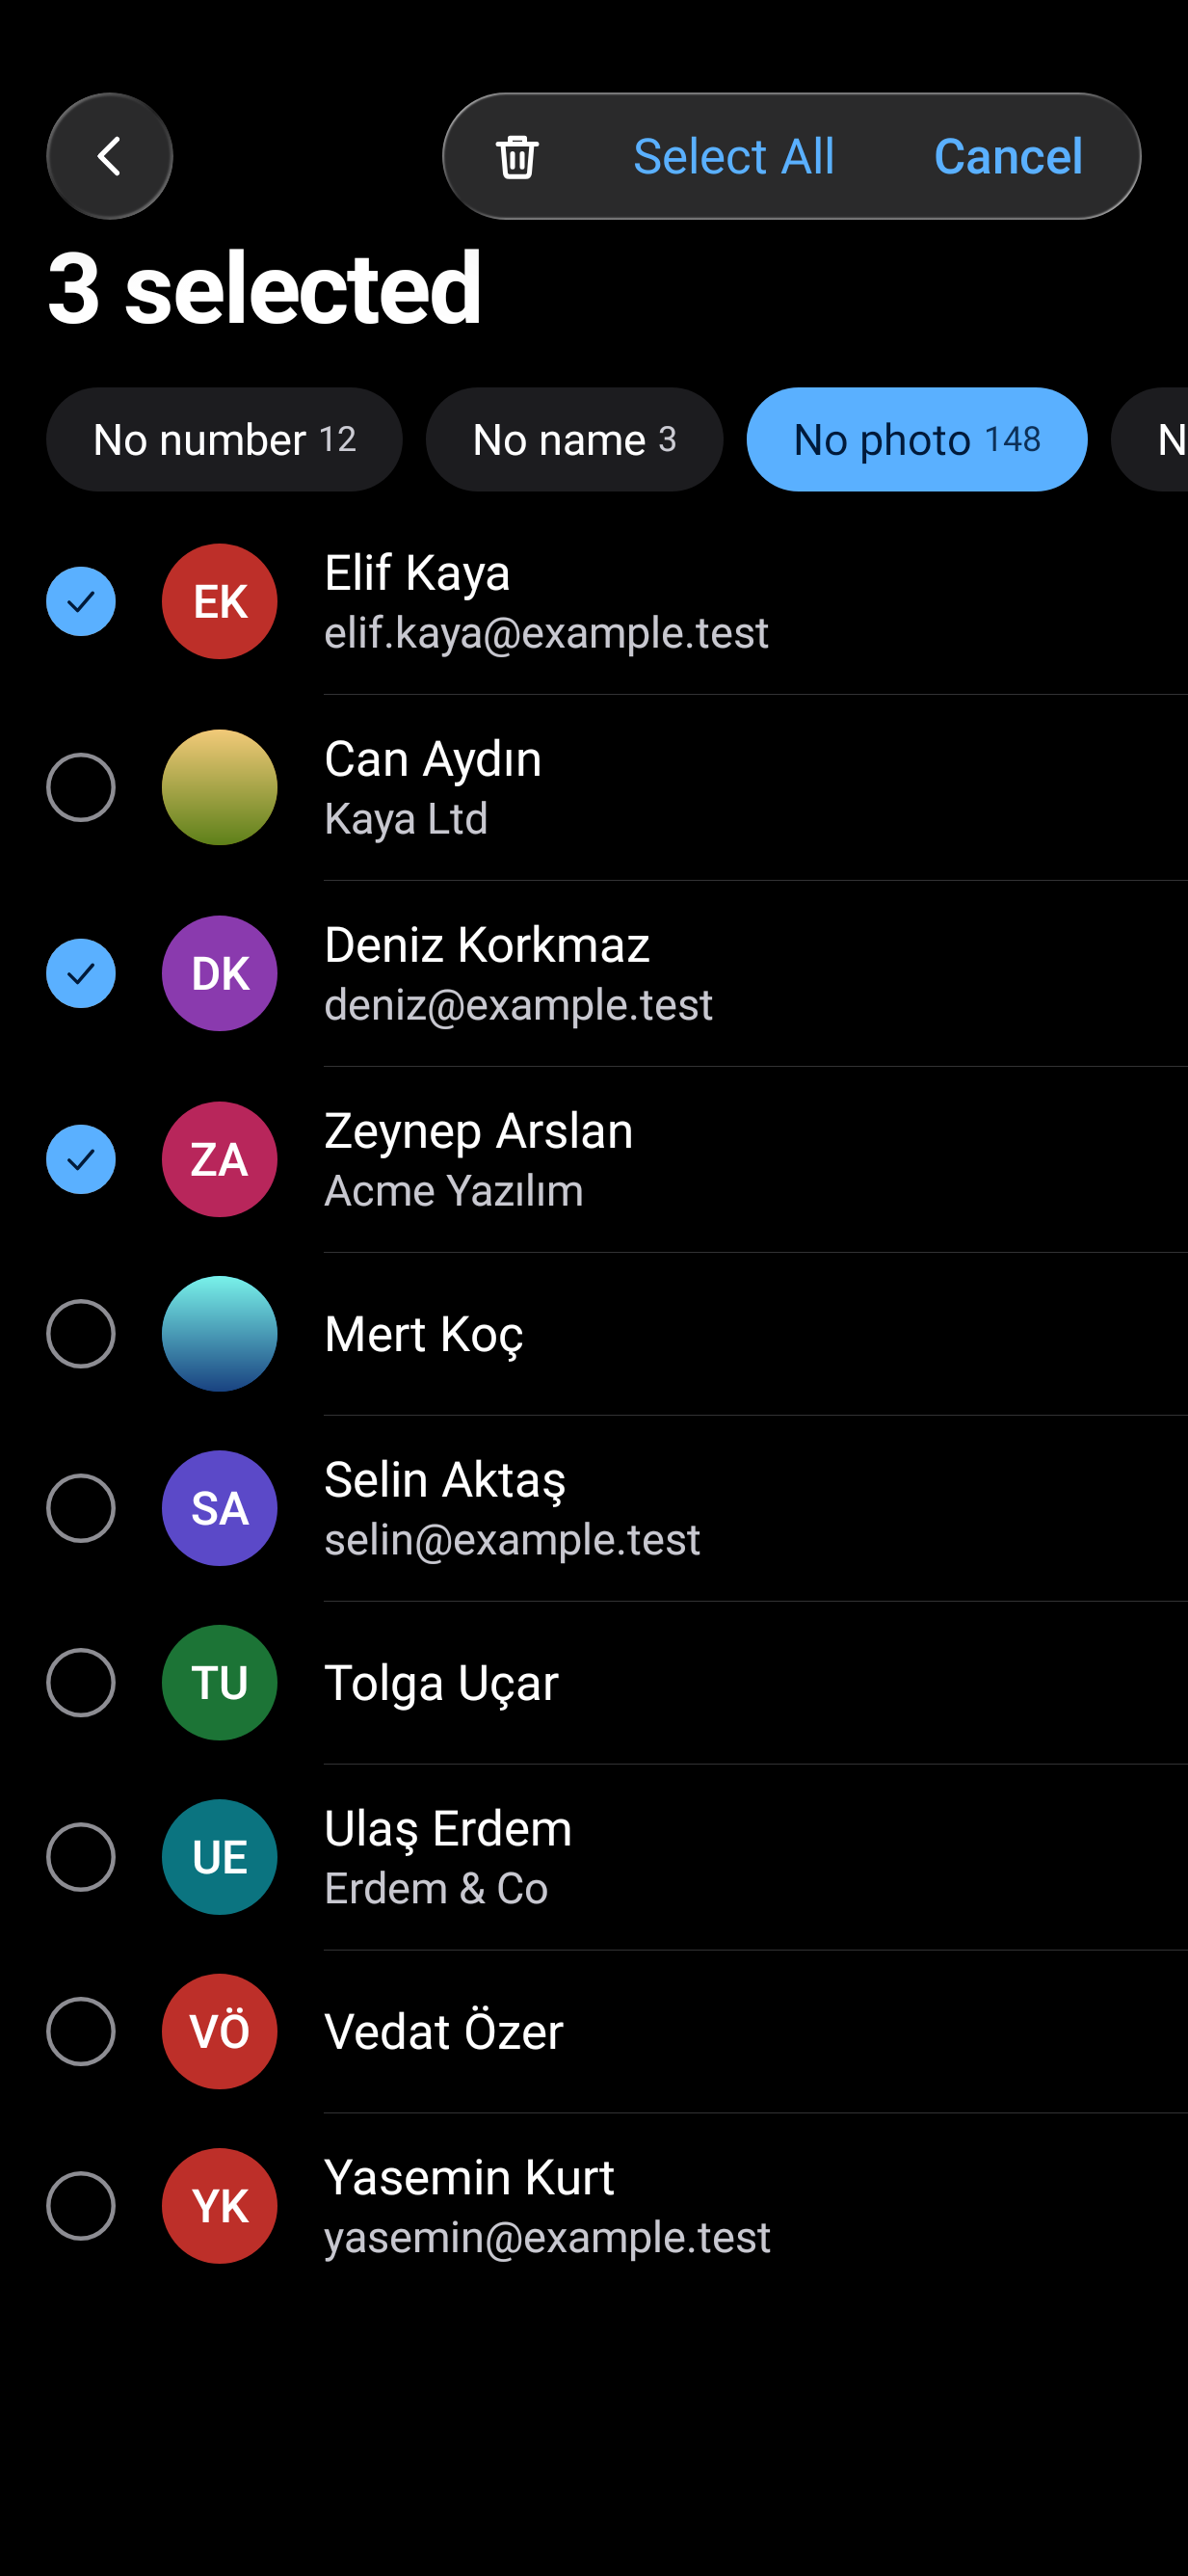 Select All Cancel
3 selected
No number 12 No name 3 No photo 148 N
EK
Elif Kaya
elif.kaya@example.test
Can Aydın
Kaya Ltd
DK
Deniz Korkmaz
deniz@example.test
ZA
Zeynep Arslan
Acme Yazılım
Mert Koç
SA
Selin Aktaş
selin@example.test
TU
Tolga Uçar
UE
Ulaş Erdem
Erdem & Co
VÖ
Vedat Özer
YK
Yasemin Kurt
yasemin@example.test